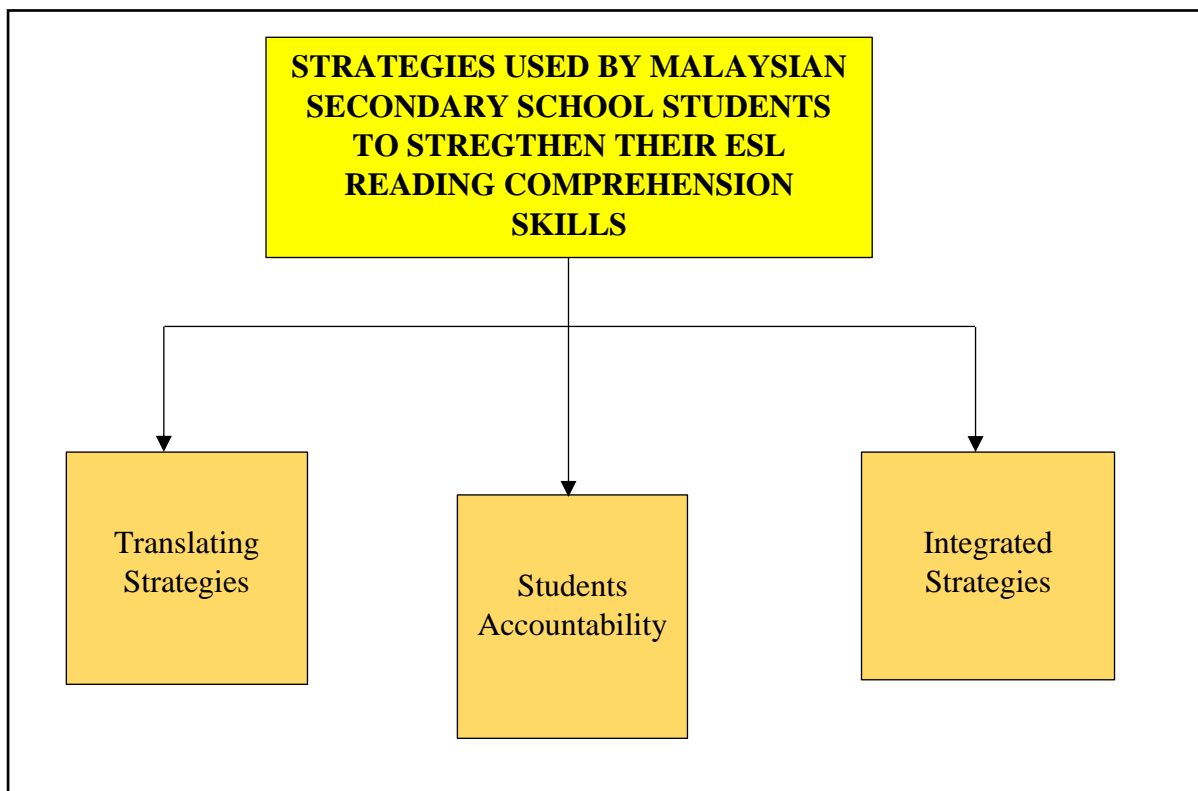 STRATEGIES USED BY MALAYSIAN
SECONDARY SCHOOL STUDENTS
TO STREGTHEN THEIR ESL
READING COMPREHENSION
SKILLS
Translating
Strategies
Students
Accountability
Integrated
Strategies